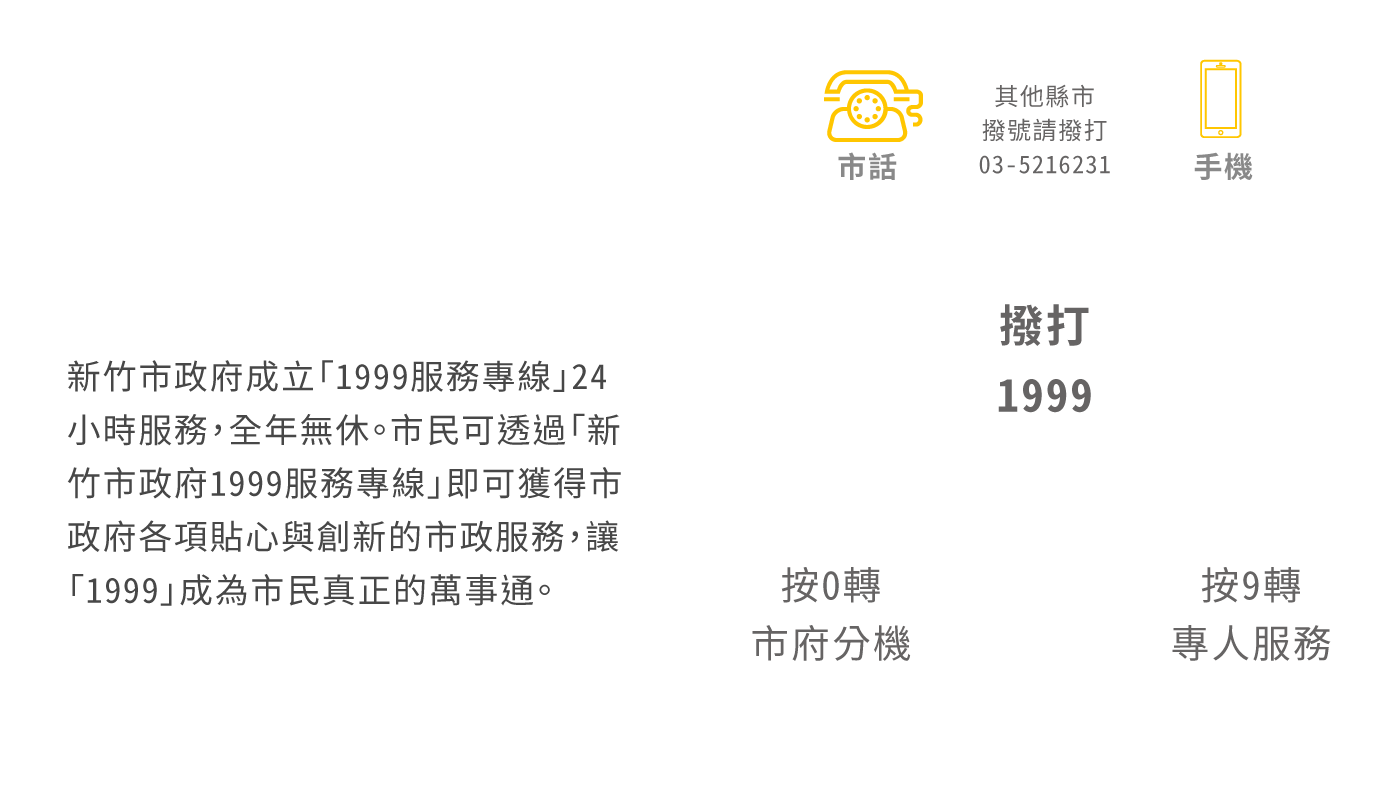 新竹市政府成立「1999服務專線」24
小時服務，全年無休。市民可透過「新
竹市政府1999服務專線」即可獲得市
政府各項貼心與創新的市政服務，讓
「1999」成為市民真正的萬事通。
市話
其他縣市
撥號請撥打
03-5216231
手機
撥打
1999
按0轉
市府分機
按9轉
專人服務